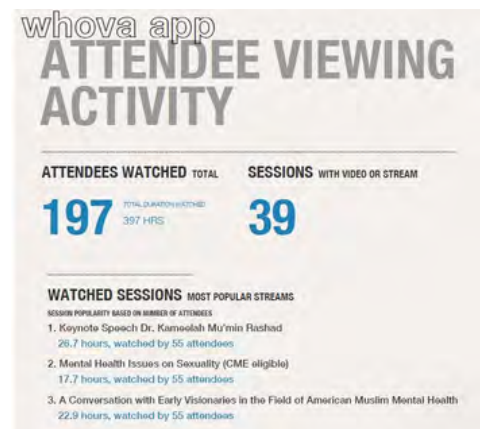 whova app
ATTENDEE VIEWING
ACTIVITY
ATTENDEES WATCHED TOTAL
197
TOTAL DURATION WATCHED
397 HRS
SESSIONS WITH VIDEO OR STREAM
39
WATCHED SESSIONS MOST POPULAR STREAMS
SESSION POPULARITY BASED ON NUMBER OF ATTENDEES
1. Keynote Speech Dr. Kameelah Mu'min Rashad
26.7 hours, watched by 55 attendees
2. Mental Health Issues on Sexuality (CME eligible)
17.7 hours, watched by 55 attendees
3. A Conversation with Early Visionaries in the Field of American Muslim Mental Health
22.9 hours, watched by 55 attendees